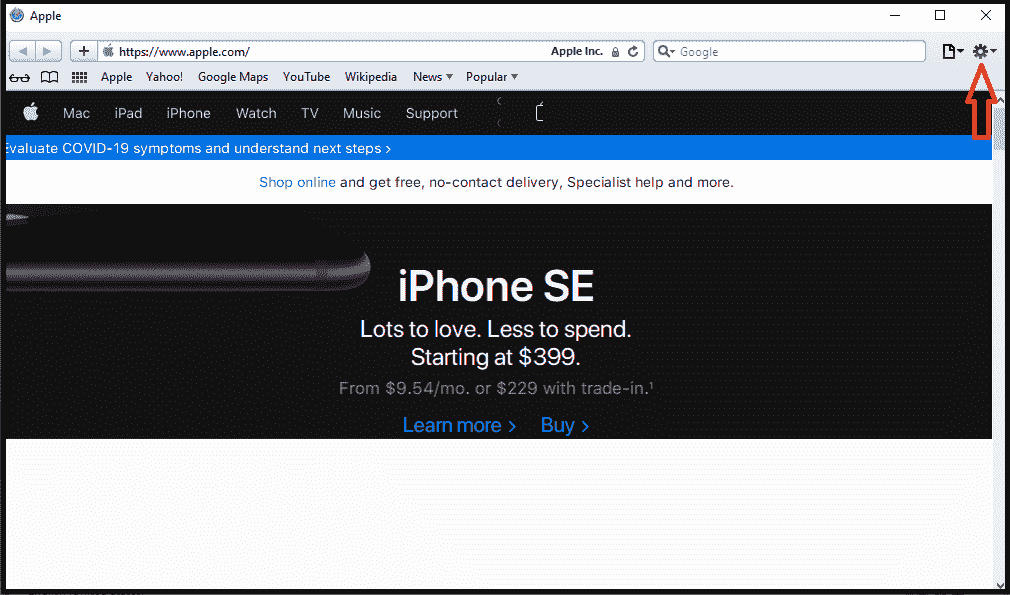 Apple
https://www.apple.com/ Apple Inc. Google
Apple Yahoo! Google Maps YouTube Wikipedia News Popular
Mac iPad iPhone Watch TV Music Support
Evaluate COVID-19 symptoms and understand next steps >
Shop online and get free, no-contact delivery, Specialist help and more.
iPhone SE
Lots to love. Less to spend.
Starting at $399.
From $9.54/mo. or $229 with trade-in.¹
Learn more > Buy >